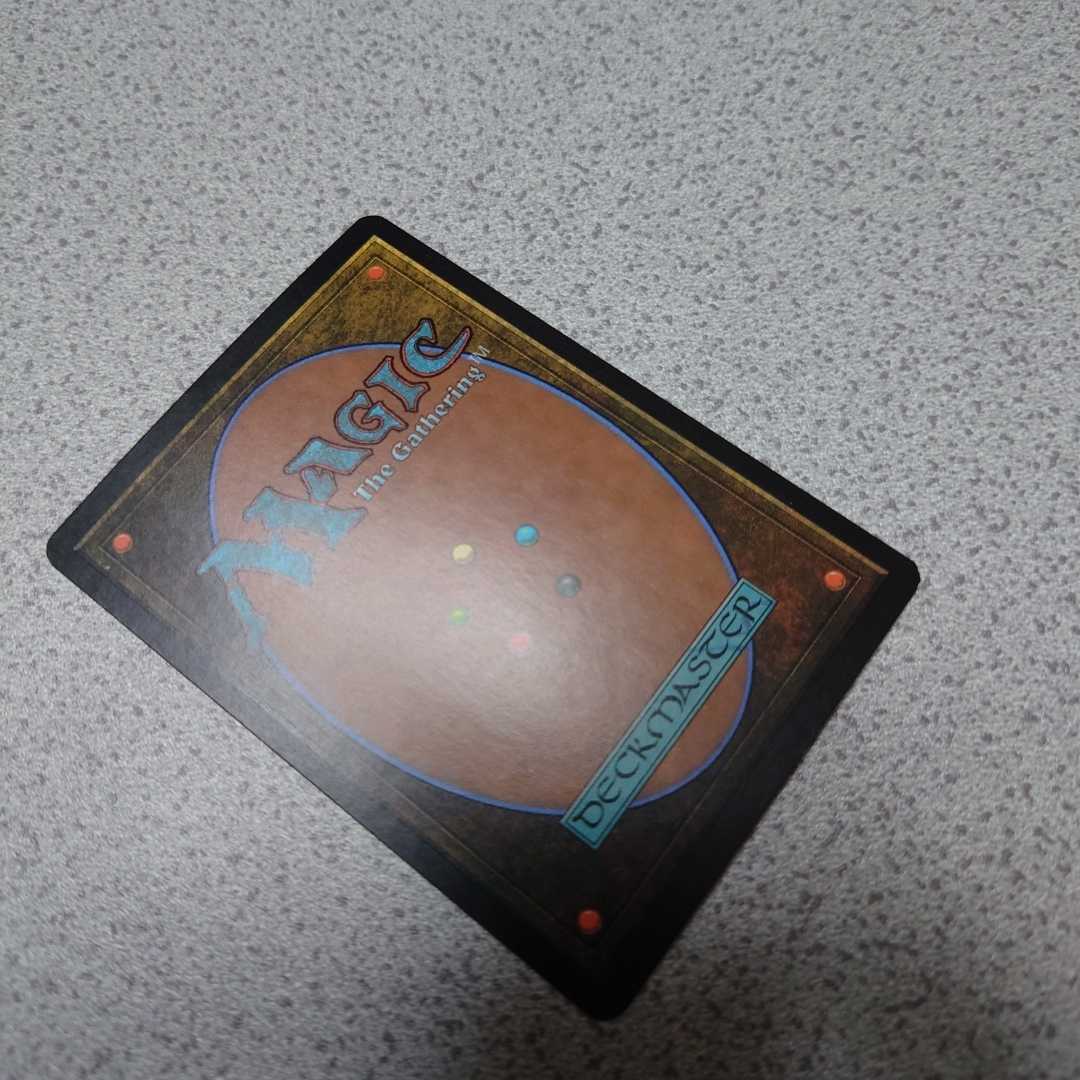 MAGIC
The Gathering™
DECKMASTER